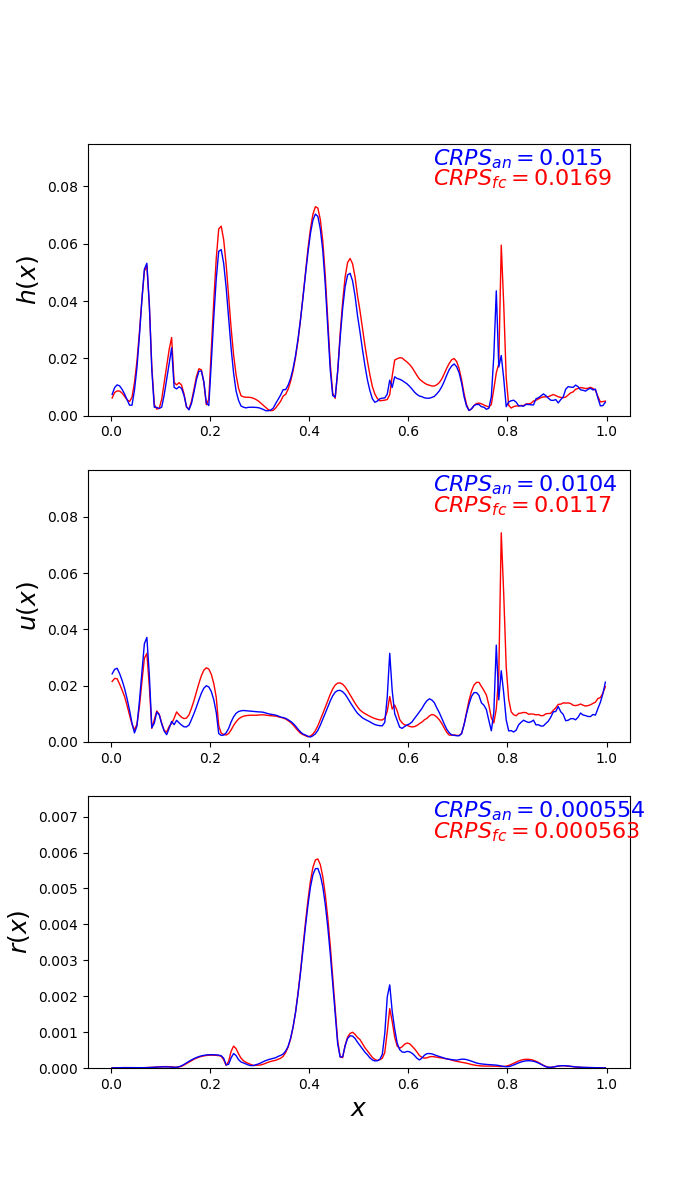 CRPS_an = 0.015
CRPS_fc = 0.0169
h(x)
0.08
0.06
0.04
0.02
0.00
0.0 0.2 0.4 0.6 0.8 1.0
CRPS_an = 0.0104
CRPS_fc = 0.0117
u(x)
0.08
0.06
0.04
0.02
0.00
0.0 0.2 0.4 0.6 0.8 1.0
CRPS_an = 0.000554
CRPS_fc = 0.000563
r(x)
0.007
0.006
0.005
0.004
0.003
0.002
0.001
0.000
0.0 0.2 0.4 0.6 0.8 1.0
x